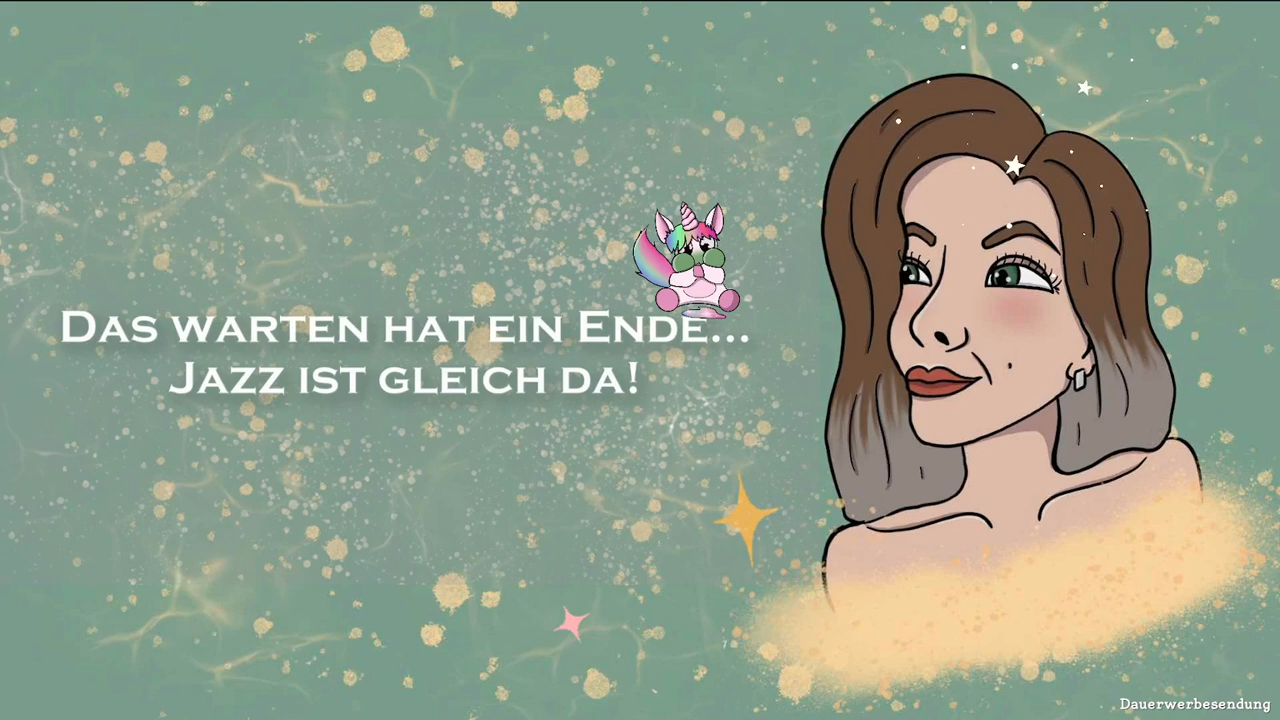 Das warten hat ein Ende...
Jazz ist gleich da!
Dauerwerbesendung